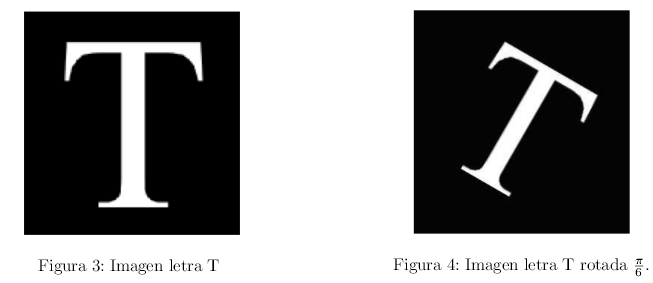 T
T
Figura 3: Imagen letra T
Figura 4: Imagen letra T rotada π/6.